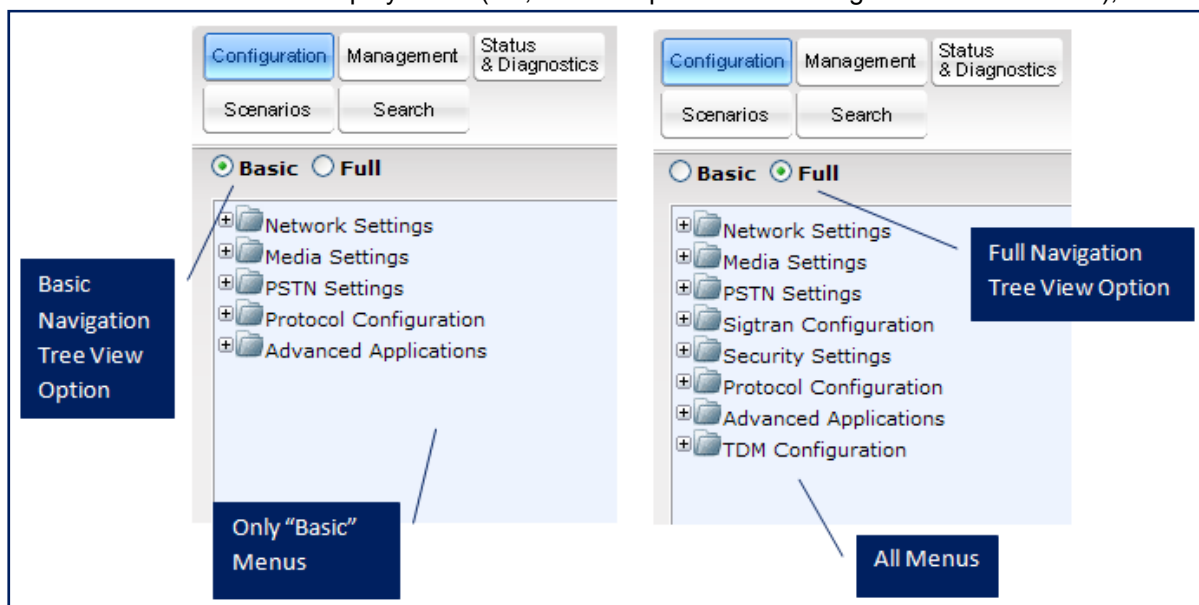 Configuration
Management
Status
& Diagnostics
Scenarios
Search
Basic
Full
Network Settings
Media Settings
PSTN Settings
Protocol Configuration
Advanced Applications
Basic
Navigation
Tree View
Option
Only “Basic”
Menus
Configuration
Management
Status
& Diagnostics
Scenarios
Search
Basic
Full
Network Settings
Media Settings
PSTN Settings
Sigtran Configuration
Security Settings
Protocol Configuration
Advanced Applications
TDM Configuration
Full Navigation
Tree View Option
All Menus